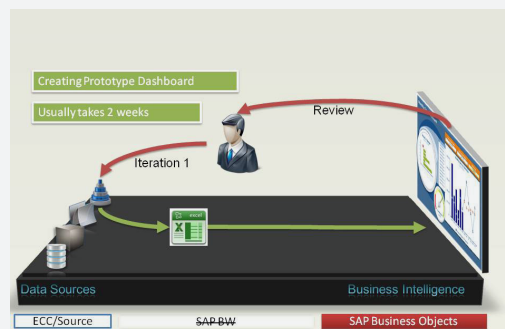 Creating Prototype Dashboard
Usually takes 2 weeks
Review
Iteration 1
excel
Data Sources
Business Intelligence
ECC/Source
SAP BW
SAP Business Objects